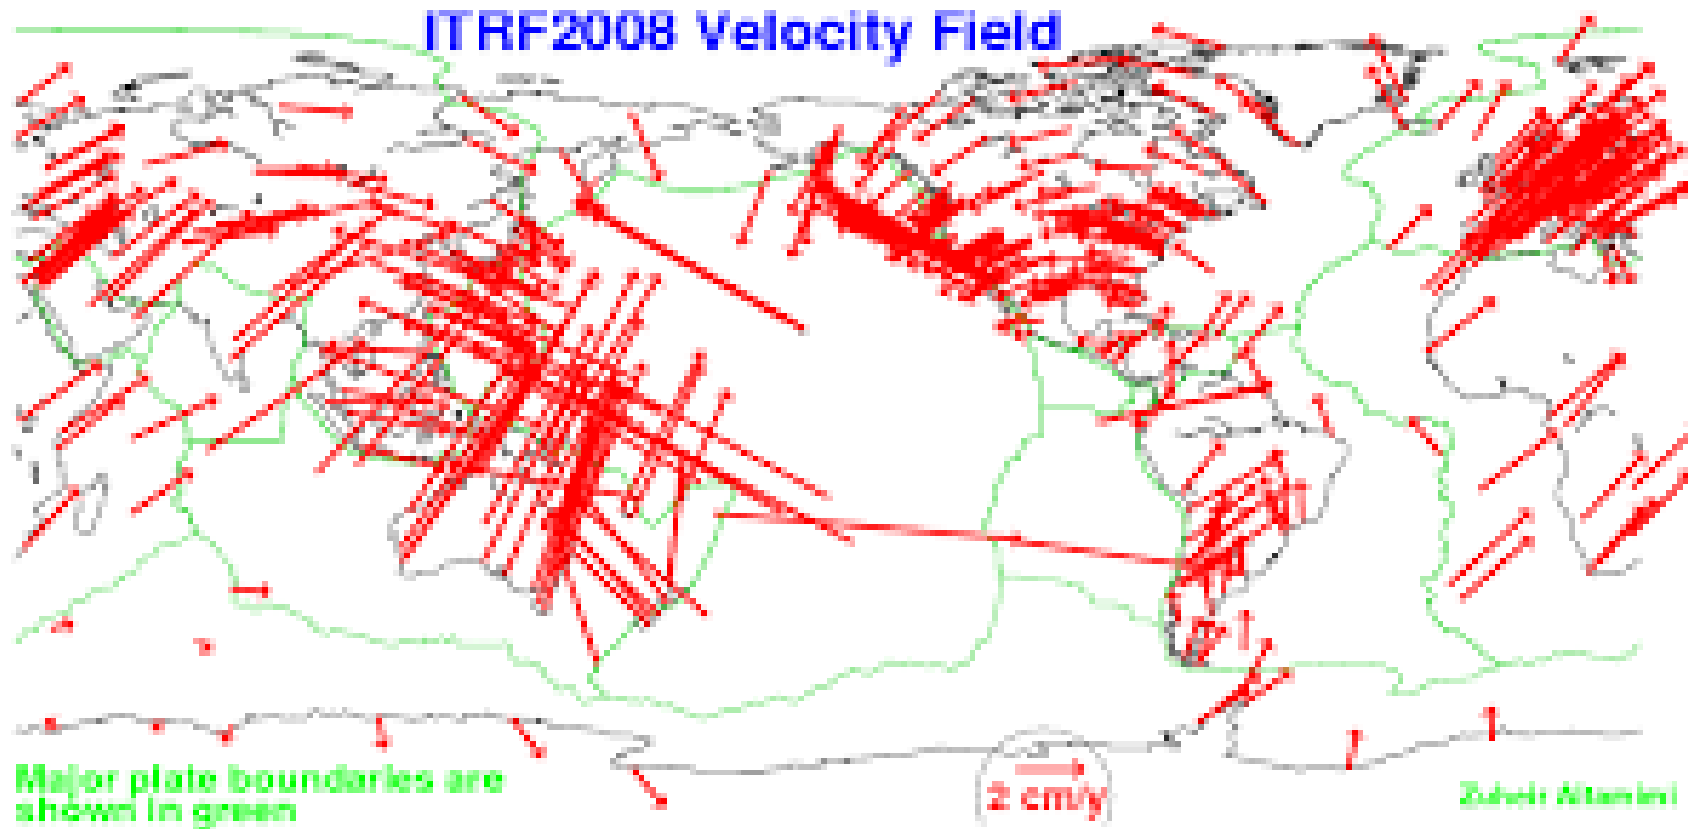 ITRF2008 Velocity Field
Major plate boundaries are
shown in green
2 cm/y
Zuheir Altamimi